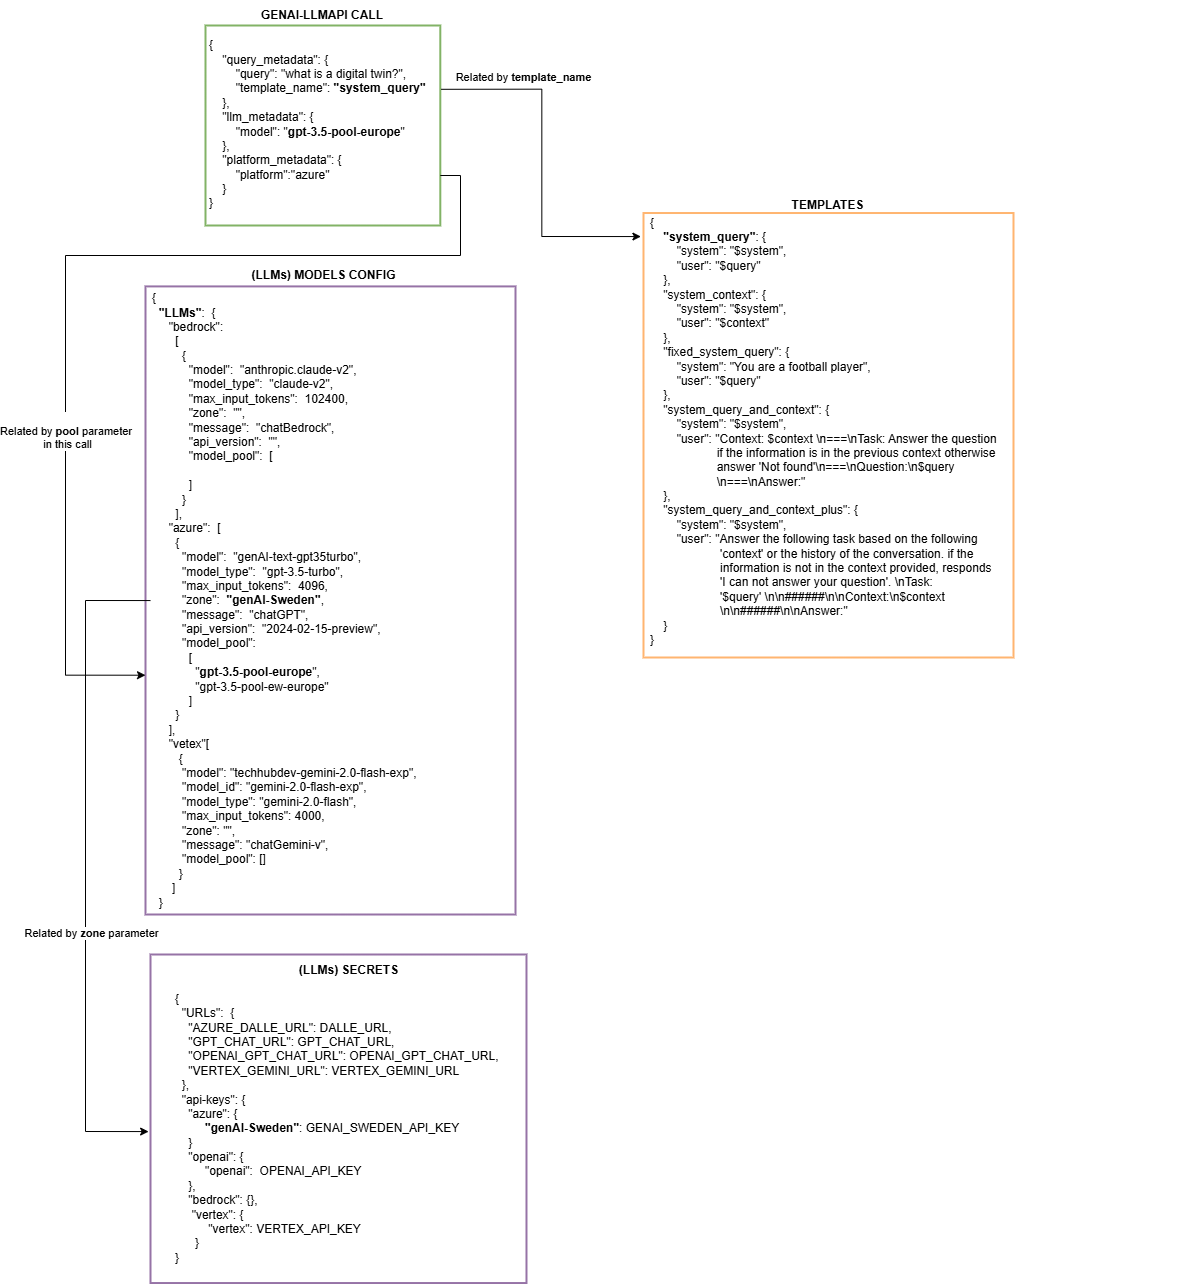 GENAI-LLMAPI CALL
{
"query_metadata": {
"query": "what is a digital twin?",
"template_name": "system_query"
},
"llm_metadata": {
"model": "gpt-3.5-pool-europe"
},
"platform_metadata": {
"platform":"azure"
}
}
Related by template_name
TEMPLATES
{
"system_query": {
"system": "$system",
"user": "$query"
},
"system_context": {
"system": "$system",
"user": "$context"
},
"fixed_system_query": {
"system": "You are a football player",
"user": "$query"
},
"system_query_and_context": {
"system": "$system",
"user": "Context: $context \n===\nTask: Answer the question
if the information is in the previous context otherwise
answer 'Not found'\n===\nQuestion:\n$query
\n===\nAnswer:"
},
"system_query_and_context_plus": {
"system": "$system",
"user": "Answer the following task based on the following
'context' or the history of the conversation. if the
information is not in the context provided, responds
'I can not answer your question'. \nTask:
'$query' \n\n######\n\nContext:\n$context
\n\n######\n\nAnswer:"
}
}
(LLMs) MODELS CONFIG
{
"LLMs": {
"bedrock":
[
{
"model": "anthropic.claude-v2",
"model_type": "claude-v2",
"max_input_tokens": 102400,
"zone": "",
"message": "chatBedrock",
"api_version": "",
"model_pool": [
]
}
],
"azure": [
{
"model": "genAI-text-gpt35turbo",
"model_type": "gpt-3.5-turbo",
"max_input_tokens": 4096,
"zone": "genAI-Sweden",
"message": "chatGPT",
"api_version": "2024-02-15-preview",
"model_pool":
[
"gpt-3.5-pool-europe",
"gpt-3.5-pool-ew-europe"
]
}
],
"vetex"[
{
"model": "techhubdev-gemini-2.0-flash-exp",
"model_id": "gemini-2.0-flash-exp",
"model_type": "gemini-2.0-flash",
"max_input_tokens": 4000,
"zone": "",
"message": "chatGemini-v",
"model_pool": []
}
]
}
Related by pool parameter
in this call
Related by zone parameter
(LLMs) SECRETS
{
"URLs": {
"AZURE_DALLE_URL": DALLE_URL,
"GPT_CHAT_URL": GPT_CHAT_URL,
"OPENAI_GPT_CHAT_URL": OPENAI_GPT_CHAT_URL,
"VERTEX_GEMINI_URL": VERTEX_GEMINI_URL
},
"api-keys": {
"azure": {
"genAI-Sweden": GENAI_SWEDEN_API_KEY
}
"openai": {
"openai": OPENAI_API_KEY
},
"bedrock": {},
"vertex": {
"vertex": VERTEX_API_KEY
}
}